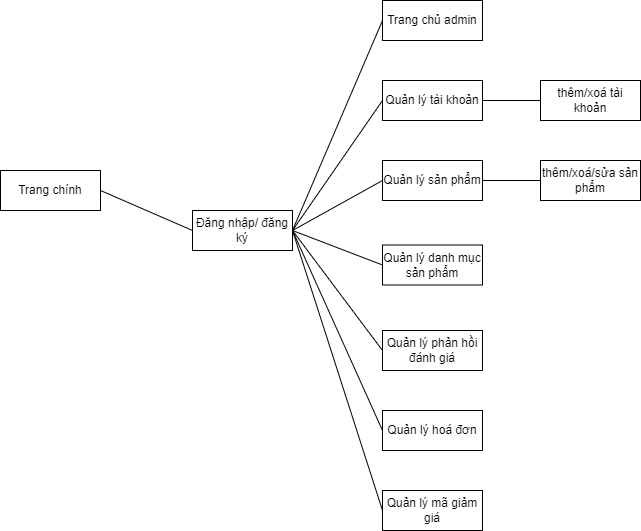 Trang chủ admin
Quản lý tài khoản
thêm/xoá tài
khoản
Quản lý sản phẩm
thêm/xoá/sửa sản
phẩm
Trang chính
Đăng nhập/ đăng
ký
Quản lý danh mục
sản phẩm
Quản lý phản hồi
đánh giá
Quản lý hoá đơn
Quản lý mã giảm
giá